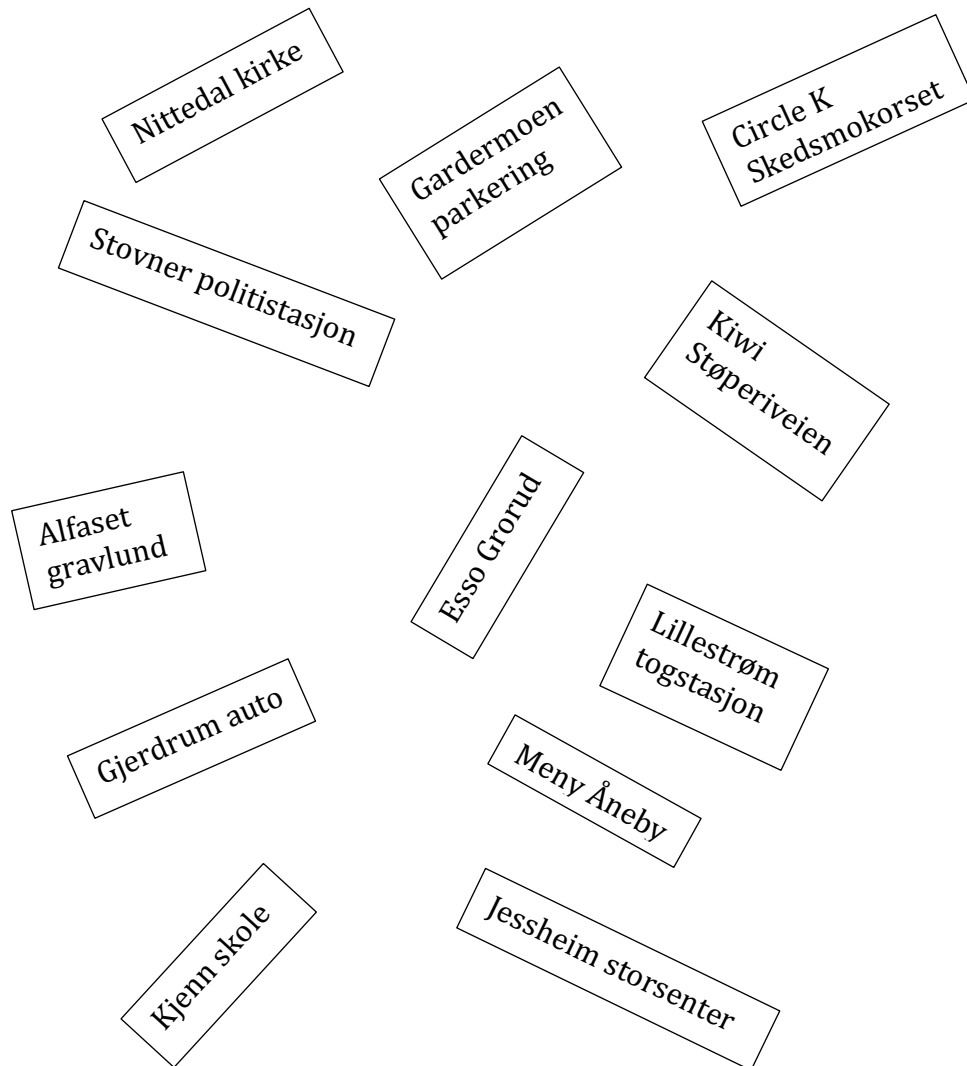 Nittedal kirke
Gardermoen
parkering
Circle K
Skedsmokorset
Stovner politistasjon
Kiwi
Støperiveien
Alfaset
gravlund
Esso Grorud
Lillestrøm
togstasjon
Gjerdrum auto
Meny Åneby
Kjenn skole
Jessheim storsenter